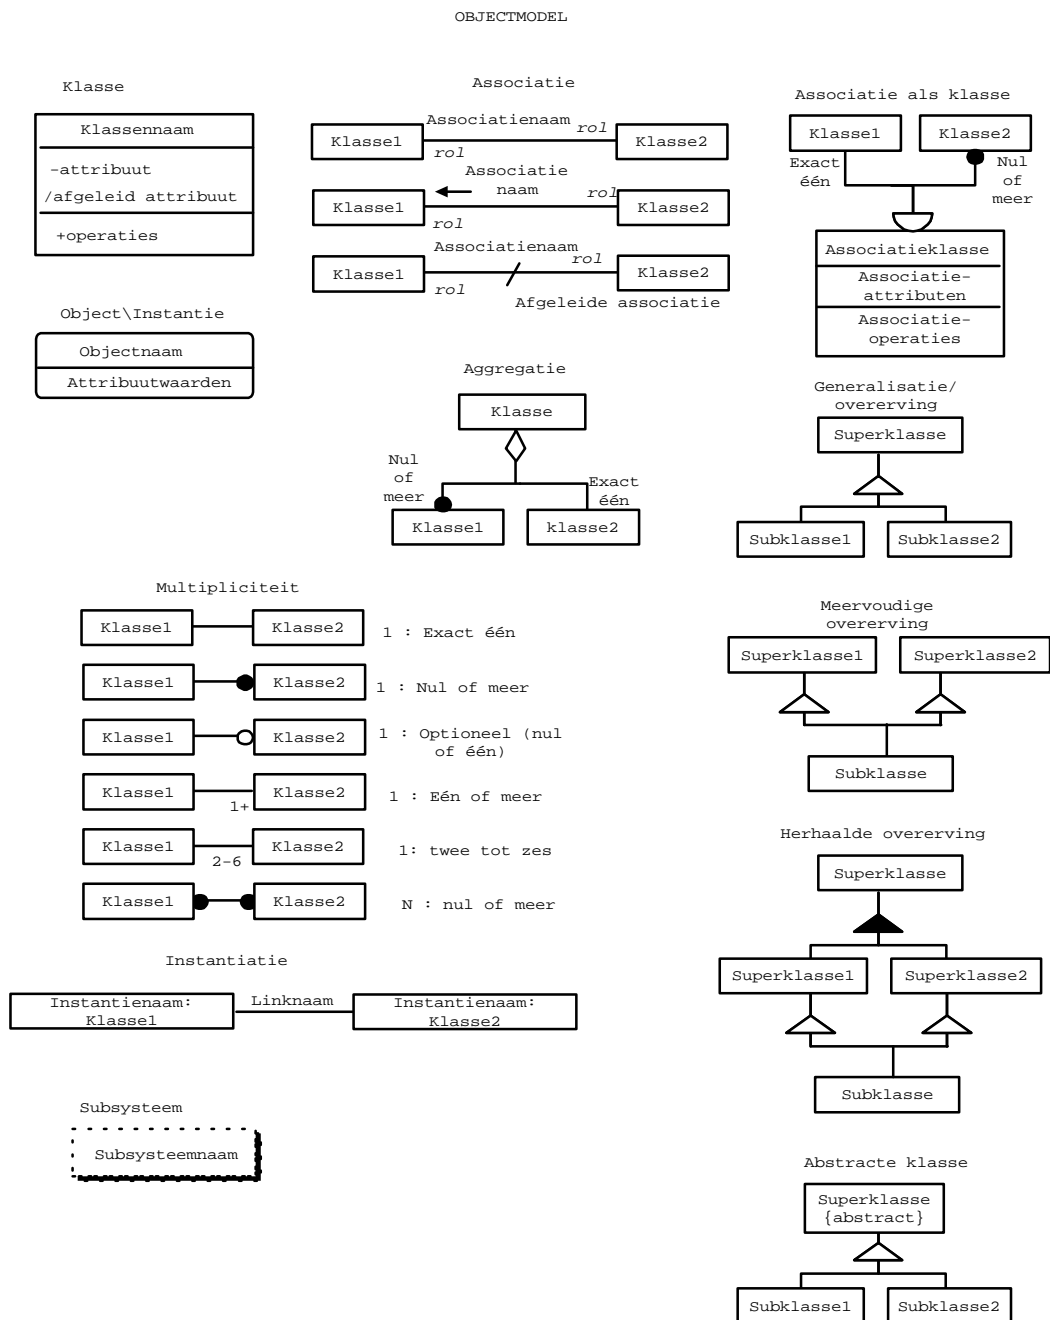 OBJECTMODEL
Klasse
Klassennaam
-attribuut
/afgeleid attribuut
+operaties
Object\Instantie
Objectnaam
Attribuutwaarden
Associatie
Klasse1
Associatienaam
rol
rol
Klasse2
Klasse1
Associatie
naam
rol
rol
Klasse2
Klasse1
Associatienaam
rol
rol
Klasse2
Afgeleide associatie
Associatie als klasse
Klasse1
Klasse2
Exact
één
Nul
of
meer
Associatieklasse
Associatie-
attributen
Associatie-
operaties
Aggregatie
Klasse
Nul
of
meer
Exact
één
Klasse1
klasse2
Generalisatie/
overerving
Superklasse
Subklasse1
Subklasse2
Multipliciteit
Klasse1
Klasse2
1 : Exact één
Klasse1
Klasse2
1 : Nul of meer
Klasse1
Klasse2
1 : Optioneel (nul
of één)
Klasse1
1+
Klasse2
1 : Eén of meer
Klasse1
2-6
Klasse2
1: twee tot zes
Klasse1
Klasse2
N : nul of meer
Meervoudige
overerving
Superklasse1
Superklasse2
Subklasse
Herhaalde overerving
Superklasse
Superklasse1
Superklasse2
Subklasse
Instantiatie
Instantienaam:
Klasse1
Linknaam
Instantienaam:
Klasse2
Subsysteem
Subsysteemnaam
Abstracte klasse
Superklasse
{abstract}
Subklasse1
Subklasse2